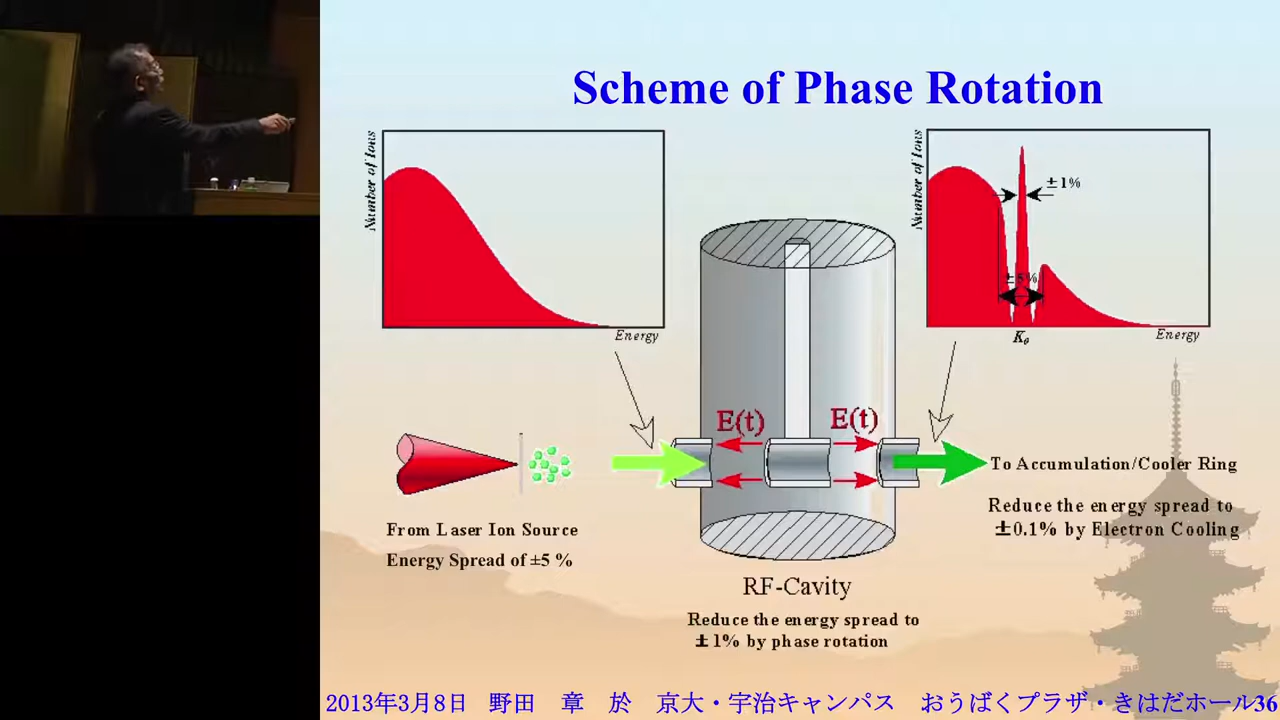 Scheme of Phase Rotation
Number of Ions
Energy
Number of Ions
±1%
±5%
K₀
Energy
E(t)
E(t)
From Laser Ion Source
Energy Spread of ±5 %
To Accumulation/Cooler Ring
Reduce the energy spread to
±0.1% by Electron Cooling
RF-Cavity
Reduce the energy spread to
±1% by phase rotation
2013年3月8日 野田 章 於 京大・宇治キャンパス おうばくプラザ・きはだホール36